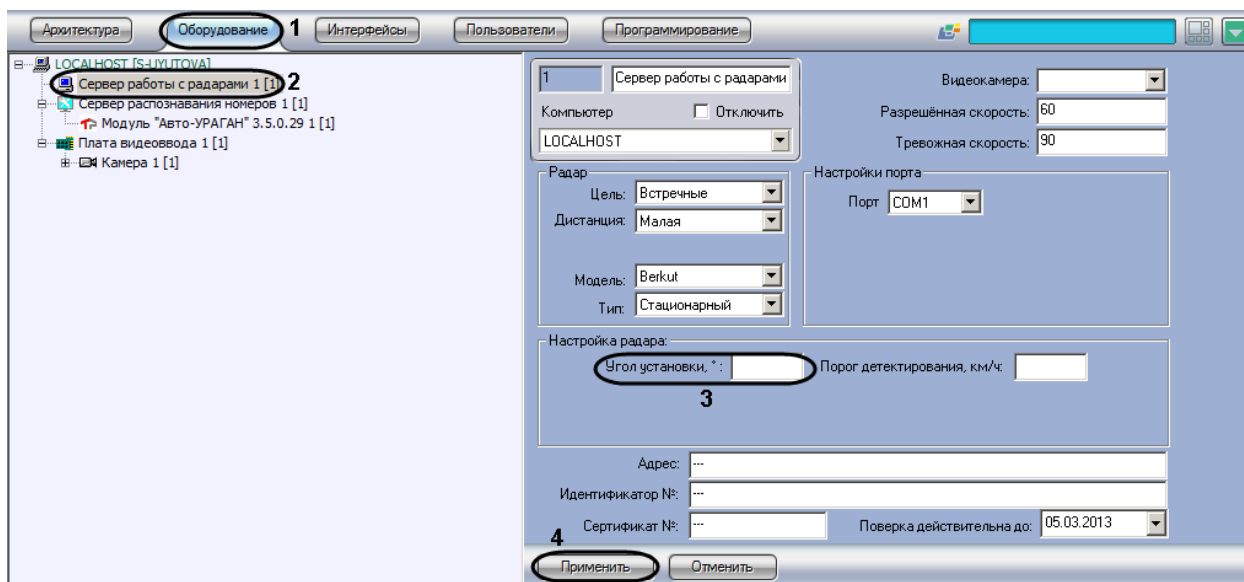 Архитектура Оборудование 1 Интерфейсы Пользователи Программирование
LOCALHOST [S-UYUTOVA]
Сервер работы с радарами 1 [1] 2
Сервер распознавания номеров 1 [1]
Модуль "Авто-УРАГАН" 3.5.0.29 1 [1]
Плата видеоввода 1 [1]
Камера 1 [1]
1 Сервер работы с радарами
Компьютер Отключить
LOCALHOST
Видеокамера:
Разрешённая скорость: 60
Тревожная скорость: 90
Радар
Цель: Встречные
Дистанция: Малая
Модель: Berkut
Тип: Стационарный
Настройки порта
Порт COM1
Настройка радара:
Угол установки, ° : Порог детектирования, км/ч:
3
Адрес: ---
Идентификатор №: ---
Сертификат №: --- Поверка действительна до: 05.03.2013
4
Применить Отменить